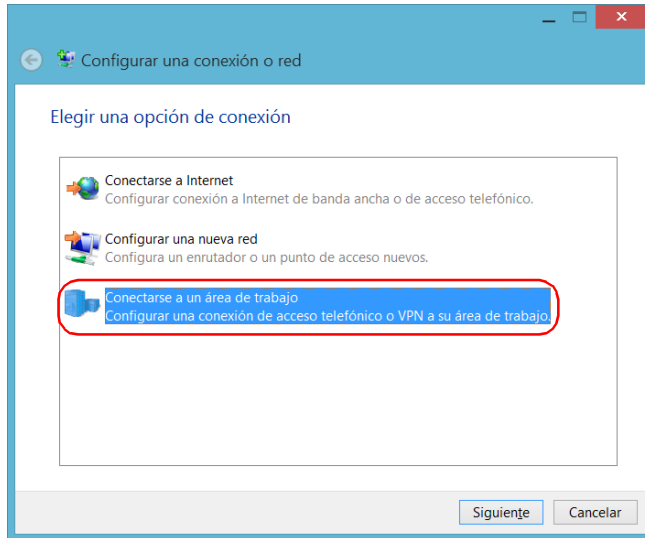 Configurar una conexión o red
Elegir una opción de conexión
Conectarse a Internet
Configurar conexión a Internet de banda ancha o de acceso telefónico.
Configurar una nueva red
Configura un enrutador o un punto de acceso nuevos.
Conectarse a un área de trabajo
Configurar una conexión de acceso telefónico o VPN a su área de trabajo.
Siguiente
Cancelar